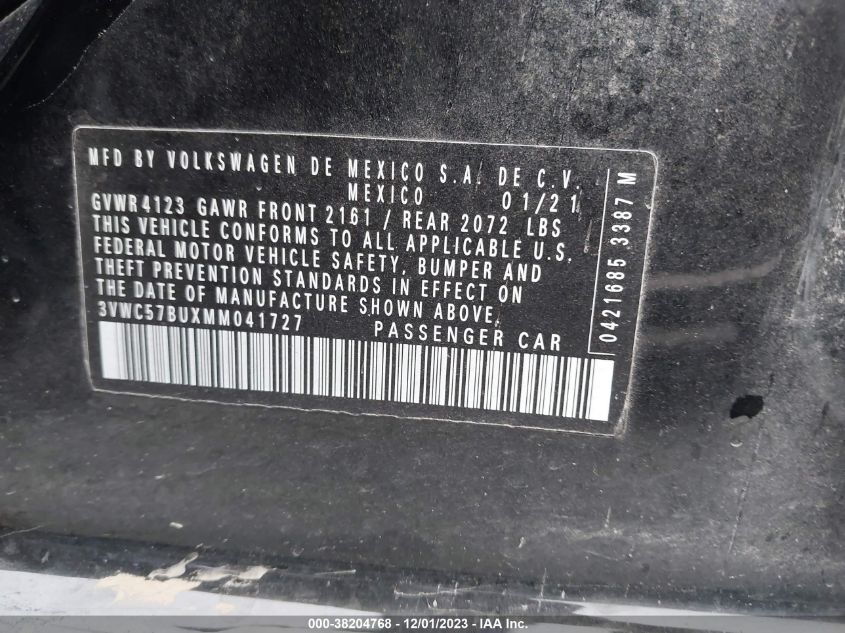 MFD BY VOLKSWAGEN DE MEXICO S.A. DE C.V.
MEXICO 01/21
GVWR 4123 GAWR FRONT 2161 / REAR 2072 LBS
THIS VEHICLE CONFORMS TO ALL APPLICABLE U.S.
FEDERAL MOTOR VEHICLE SAFETY, BUMPER AND
THEFT PREVENTION STANDARDS IN EFFECT ON
THE DATE OF MANUFACTURE SHOWN ABOVE.
3VWC57BUXMM041727 PASSENGER CAR
0421685 3387 M
000-38204768 - 12/01/2023 - IAA Inc.